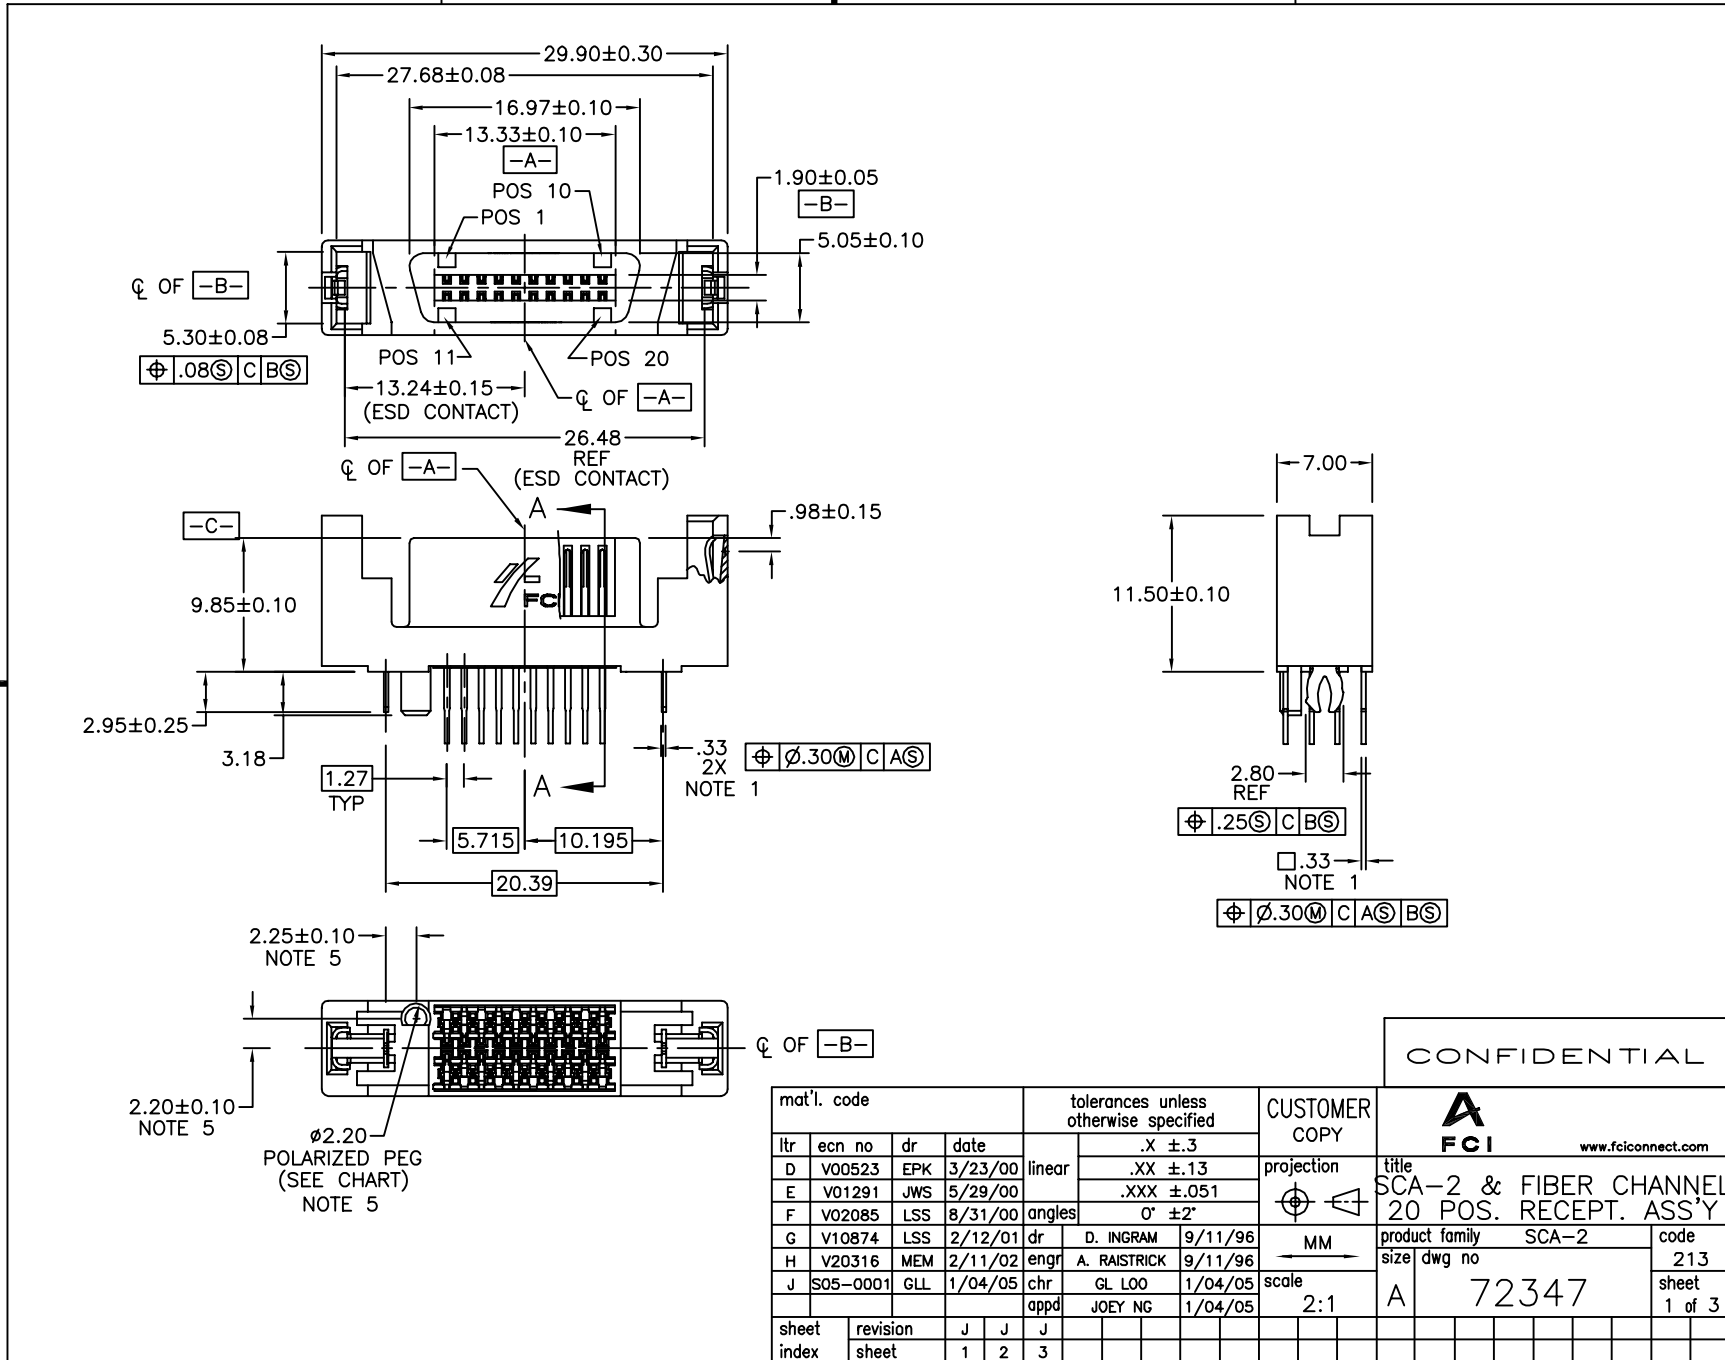 29.90±0.30
27.68±0.08
16.97±0.10
13.33±0.10
-A-
POS 10
POS 1
1.90±0.05
-B-
5.05±0.10
℄ OF -B-
5.30±0.08
⌖ .08Ⓢ C BⓈ
POS 11
POS 20
13.24±0.15
(ESD CONTACT)
℄ OF -A-
26.48
REF
(ESD CONTACT)
℄ OF -A-
A
.98±0.15
-C-
9.85±0.10
FCI
2.95±0.25
3.18
1.27
TYP
A
.33
2X
NOTE 1
⌖ Ø.30Ⓜ C AⓈ
5.715
10.195
20.39
7.00
11.50±0.10
2.80
REF
⌖ .25Ⓢ C BⓈ
□.33
NOTE 1
⌖ Ø.30Ⓜ C AⓈ BⓈ
2.25±0.10
NOTE 5
2.20±0.10
NOTE 5
ø2.20
POLARIZED PEG
(SEE CHART)
NOTE 5
℄ OF -B-
CONFIDENTIAL
mat'l. code
tolerances unless
otherwise specified
CUSTOMER
COPY
FCI
www.fciconnect.com
ltr ecn no dr date
D V00523 EPK 3/23/00
E V01291 JWS 5/29/00
F V02085 LSS 8/31/00
G V10874 LSS 2/12/01
H V20316 MEM 2/11/02
J S05-0001 GLL 1/04/05
linear
.X ±.3
.XX ±.13
.XXX ±.051
angles 0° ±2°
dr D. INGRAM 9/11/96
engr A. RAISTRICK 9/11/96
chr GL LOO 1/04/05
appd JOEY NG 1/04/05
projection
MM
scale
2:1
title
SCA-2 & FIBER CHANNEL
20 POS. RECEPT. ASS'Y
product family SCA-2
code
213
size dwg no
A 72347
sheet
1 of 3
sheet revision J J J
index sheet 1 2 3